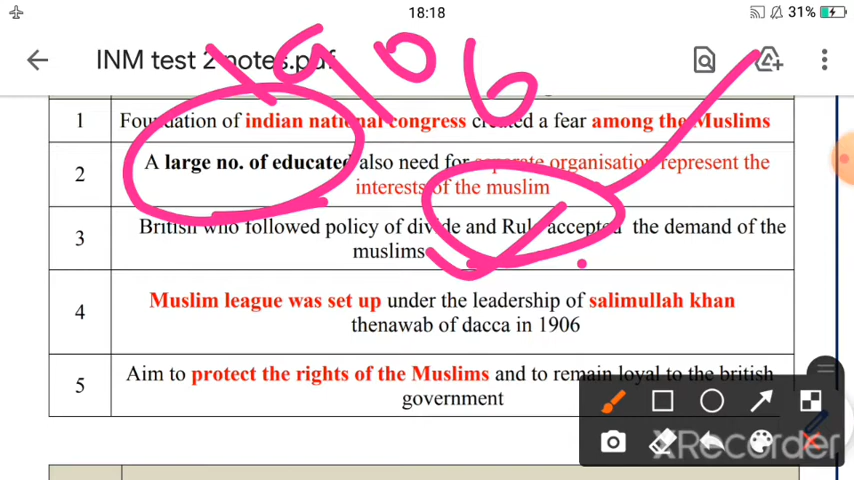 18:18
31%
INM test 2 notes.pdf
1906
1 Foundation of indian national congress created a fear among the Muslims
2 A large no. of educated also need for separate organisation represent the
interests of the muslim
3 British who followed policy of divide and Rule accepted the demand of the
muslims
4 Muslim league was set up under the leadership of salimullah khan
thenawab of dacca in 1906
5 Aim to protect the rights of the Muslims and to remain loyal to the british
government
XRecorder